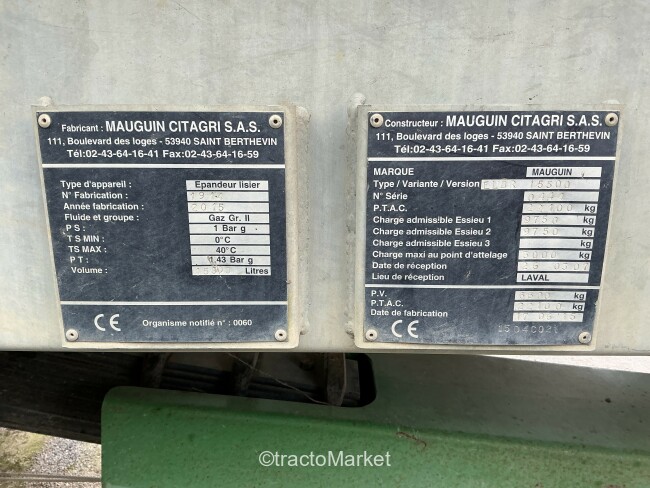 Fabricant : MAUGUIN CITAGRI S.A.S.
111, Boulevard des loges - 53940 SAINT BERTHEVIN
Tél:02-43-64-16-41 Fax:02-43-64-16-59
Type d'appareil : Epandeur lisier
N° Fabrication :
Année fabrication : 2015
Fluide et groupe : Gaz Gr. II
P S : 1 Bar g
T S MIN : 0°C
TS MAX : 40°C
P T : 1,43 Bar g
Volume : Litres
CE Organisme notifié n° : 0060
Constructeur : MAUGUIN CITAGRI S.A.S.
111, Boulevard des loges - 53940 SAINT BERTHEVIN
Tél:02-43-64-16-41 Fax:02-43-64-16-59
MARQUE MAUGUIN
Type / Variante / Version 15500
N° Série
P.T.A.C. kg
Charge admissible Essieu 1 9750 kg
Charge admissible Essieu 2 9750 kg
Charge admissible Essieu 3 kg
Charge maxi au point d'attelage 3000 kg
Date de réception
Lieu de réception LAVAL
P.V. kg
P.T.A.C. kg
Date de fabrication
CE
©tractoMarket